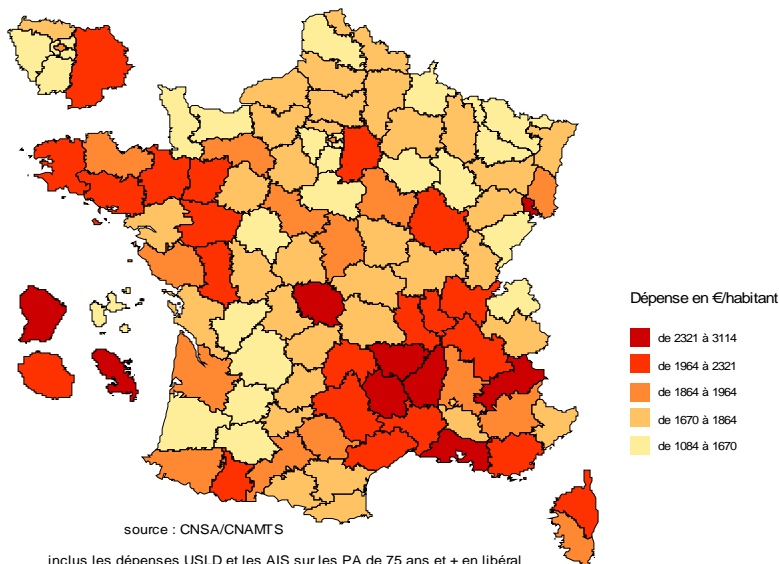 Dépense en €/habitant
de 2321 à 3114
de 1964 à 2321
de 1864 à 1964
de 1670 à 1864
de 1084 à 1670
source : CNSA/CNAMTS
inclus les dépenses USLD et les AIS sur les PA de 75 ans et + en libéral